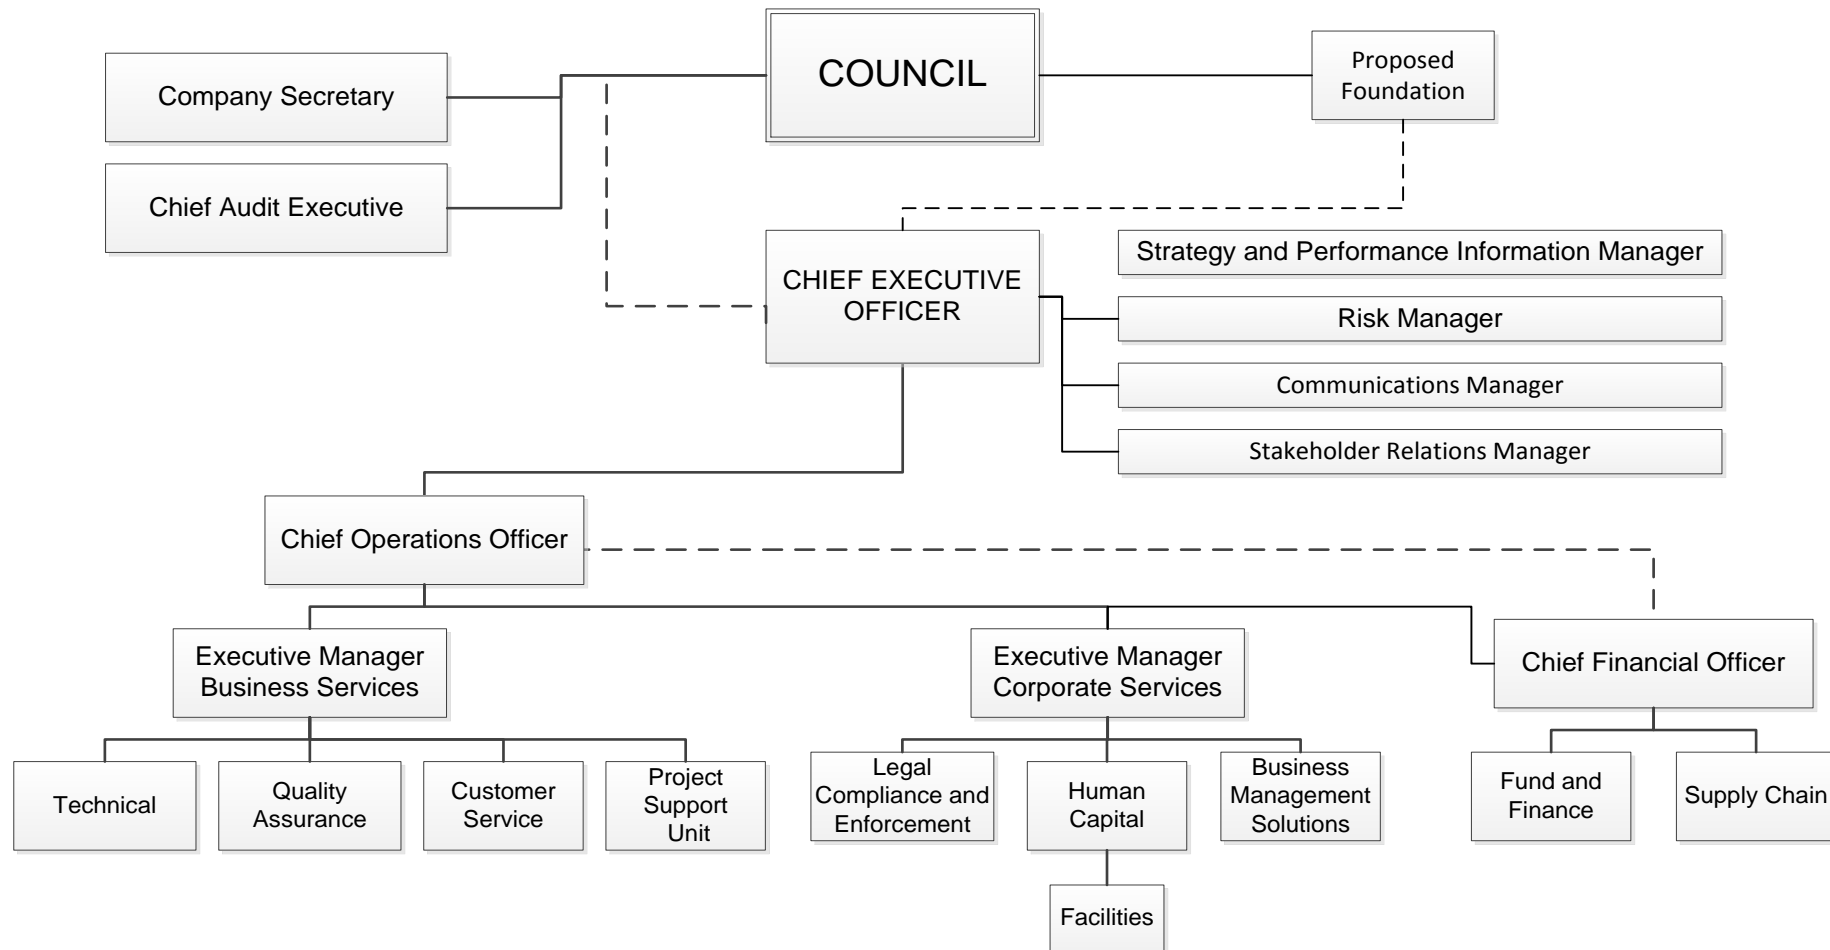 COUNCIL
Proposed
Foundation
Company Secretary
Chief Audit Executive
CHIEF EXECUTIVE
OFFICER
Strategy and Performance Information Manager
Risk Manager
Communications Manager
Stakeholder Relations Manager
Chief Operations Officer
Executive Manager
Business Services
Executive Manager
Corporate Services
Chief Financial Officer
Technical
Quality
Assurance
Customer
Service
Project
Support
Unit
Legal
Compliance and
Enforcement
Human
Capital
Business
Management
Solutions
Fund and
Finance
Supply Chain
Facilities